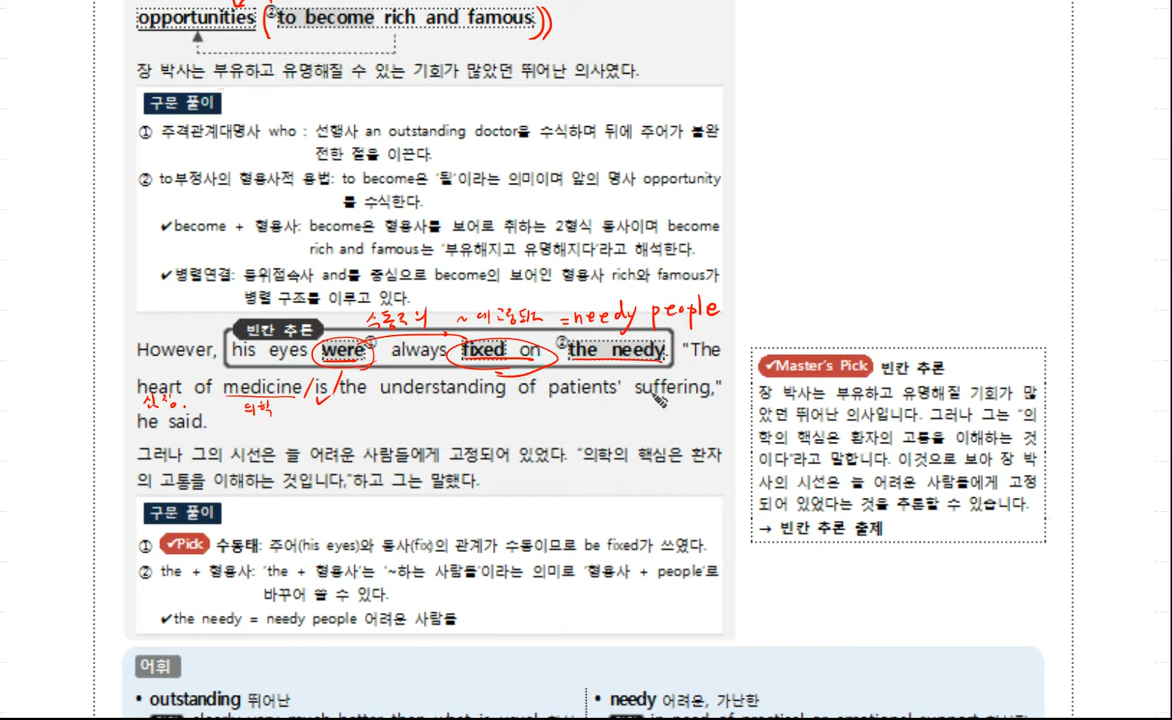 opportunities (②to become rich and famous))
장 박사는 부유하고 유명해질 수 있는 기회가 많았던 뛰어난 의사였다.
구문 풀이
① 주격관계대명사 who : 선행사 an outstanding doctor을 수식하며 뒤에 주어가 불완
전한 절을 이끈다.
② to부정사의 형용사적 용법: to become은 '될'이라는 의미이며 앞의 명사 opportunity
를 수식한다.
✔become + 형용사: become은 형용사를 보어로 취하는 2형식 동사이며 become
rich and famous는 '부유해지고 유명해지다'라고 해석한다.
✔병렬연결: 등위접속사 and를 중심으로 become의 보어인 형용사 rich와 famous가
병렬 구조를 이루고 있다.
수동주의 ~에 고정되다 =needy people
빈칸 추론
However, his eyes were① always fixed on ②the needy. "The
heart of medicine / is / the understanding of patients' suffering,"
의학
he said.
그러나 그의 시선은 늘 어려운 사람들에게 고정되어 있었다. "의학의 핵심은 환자
의 고통을 이해하는 것입니다,"하고 그는 말했다.
구문 풀이
① ✔Pick 수동태: 주어(his eyes)와 동사(fix)의 관계가 수동이므로 be fixed가 쓰였다.
② the + 형용사: 'the + 형용사'는 '~하는 사람들'이라는 의미로 '형용사 + people'로
바꾸어 쓸 수 있다.
✔the needy = needy people 어려운 사람들
✔Master's Pick 빈칸 추론
장 박사는 부유하고 유명해질 기회가 많
았던 뛰어난 의사입니다. 그러나 그는 "의
학의 핵심은 환자의 고통을 이해하는 것
이다"라고 말합니다. 이것으로 보아 장 박
사의 시선은 늘 어려운 사람들에게 고정
되어 있었다는 것을 추론할 수 있습니다.
→ 빈칸 추론 출제
어휘
• outstanding 뛰어난
• needy 어려운, 가난한